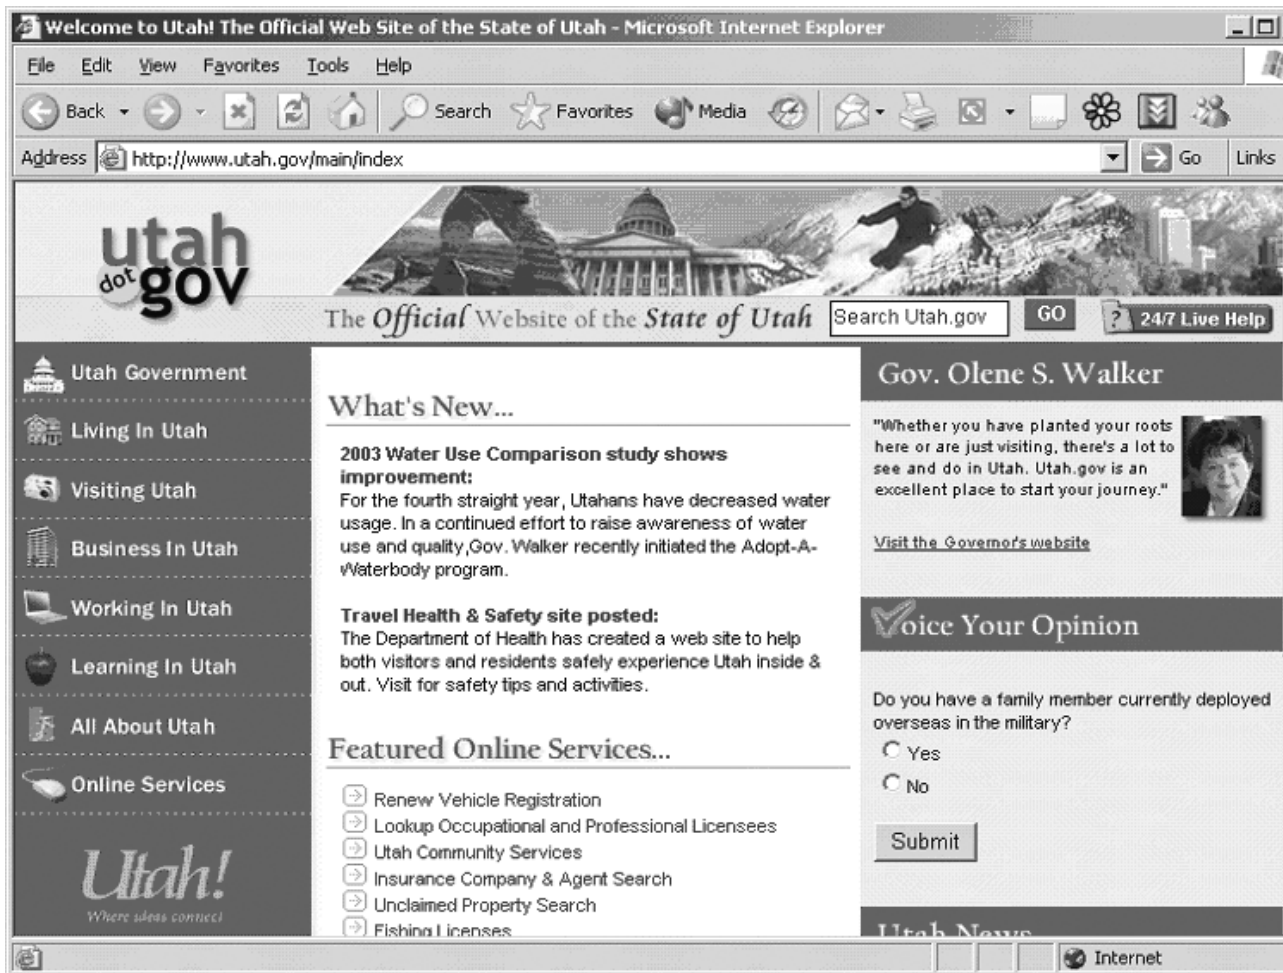 Welcome to Utah! The Official Web Site of the State of Utah - Microsoft Internet Explorer
File Edit View Favorites Tools Help
Back Search Favorites Media
Address http://www.utah.gov/main/index Go Links
utah
dot gov
The Official Website of the State of Utah Search Utah.gov GO ? 24/7 Live Help
Utah Government
Living In Utah
Visiting Utah
Business In Utah
Working In Utah
Learning In Utah
All About Utah
Online Services
Utah!
Where ideas connect
What's New...
2003 Water Use Comparison study shows
improvement:
For the fourth straight year, Utahans have decreased water
usage. In a continued effort to raise awareness of water
use and quality,Gov. Walker recently initiated the Adopt-A-
Waterbody program.
Travel Health & Safety site posted:
The Department of Health has created a web site to help
both visitors and residents safely experience Utah inside &
out. Visit for safety tips and activities.
Featured Online Services...
Renew Vehicle Registration
Lookup Occupational and Professional Licensees
Utah Community Services
Insurance Company & Agent Search
Unclaimed Property Search
Fishing Licenses
Gov. Olene S. Walker
"Whether you have planted your roots
here or are just visiting, there's a lot to
see and do in Utah. Utah.gov is an
excellent place to start your journey."
Visit the Governor's website
Voice Your Opinion
Do you have a family member currently deployed
overseas in the military?
Yes
No
Submit
Utah News
Internet